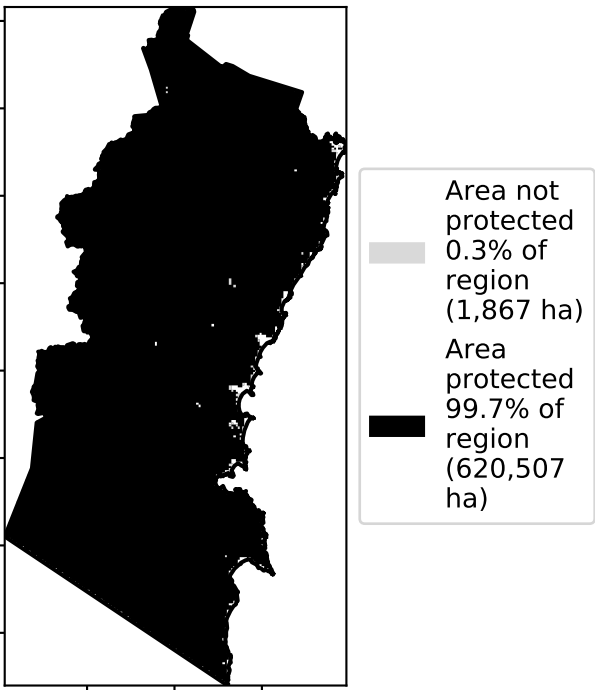 Area not
protected
0.3% of
region
(1,867 ha)
Area
protected
99.7% of
region
(620,507
ha)